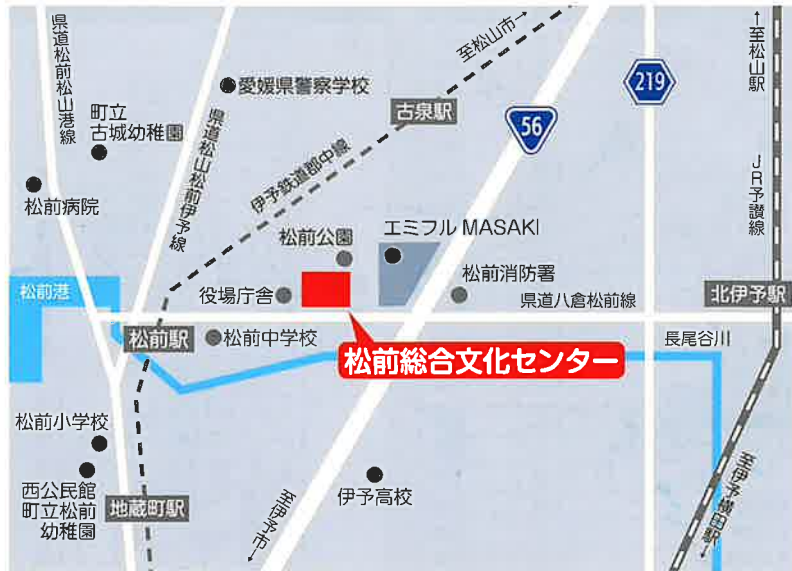 県道松前松山港線
愛媛県警察学校
町立
古城幼稚園
県道松山松前伊予線
至松山市→
古泉駅
56
219
←至松山駅
JR予讃線
松前病院
伊予鉄道郡中線
松前公園
エミフル MASAKI
松前港
役場庁舎
松前消防署
県道八倉松前線
北伊予駅
松前駅
松前中学校
長尾谷川
松前総合文化センター
松前小学校
西公民館
町立松前
幼稚園
地蔵町駅
伊予高校
至伊予市→
至伊予横田駅→